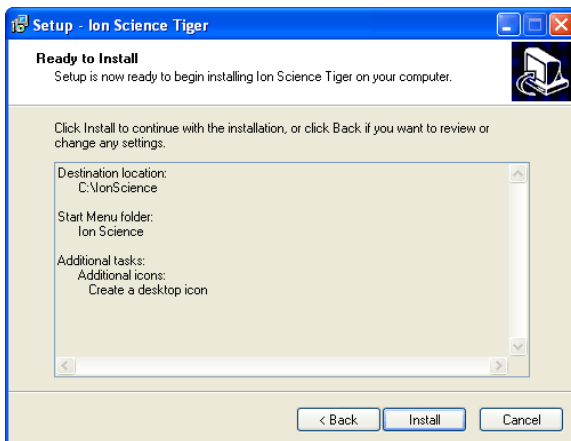 Setup - Ion Science Tiger
Ready to Install
Setup is now ready to begin installing Ion Science Tiger on your computer.
Click Install to continue with the installation, or click Back if you want to review or
change any settings.
Destination location:
C:\IonScience
Start Menu folder:
Ion Science
Additional tasks:
Additional icons:
Create a desktop icon
< Back
Install
Cancel